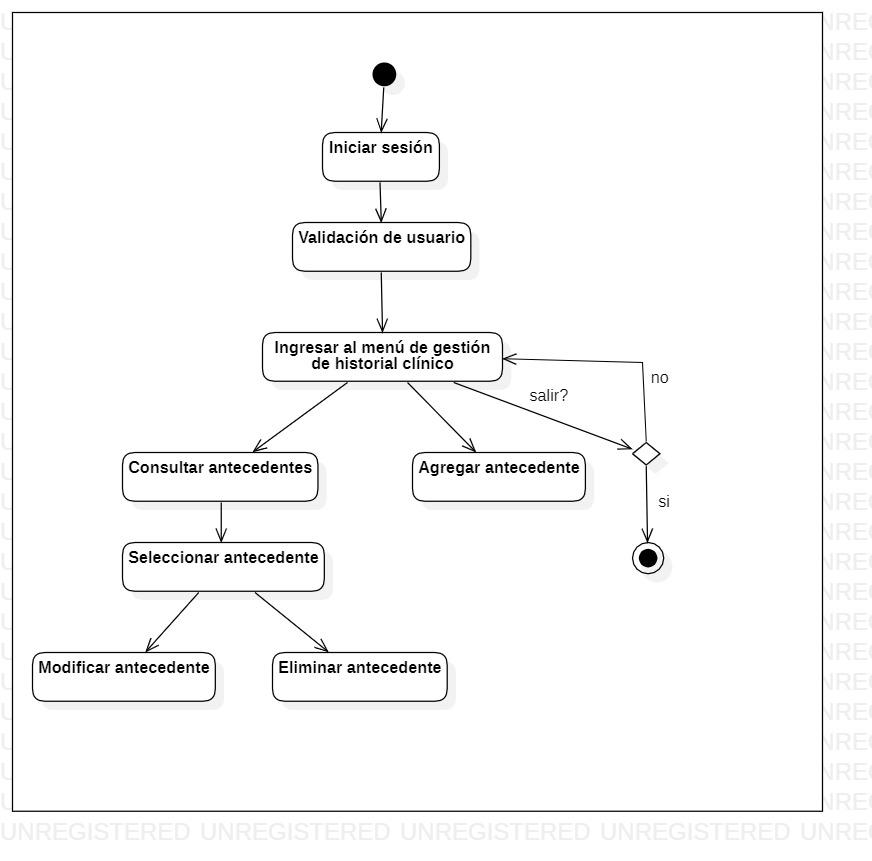 Iniciar sesión
Validación de usuario
Ingresar al menú de gestión
de historial clínico
no
salir?
Consultar antecedentes
Agregar antecedente
si
Seleccionar antecedente
Modificar antecedente
Eliminar antecedente
UNREGISTERED UNREGISTERED UNREGISTERED UNREGISTERED